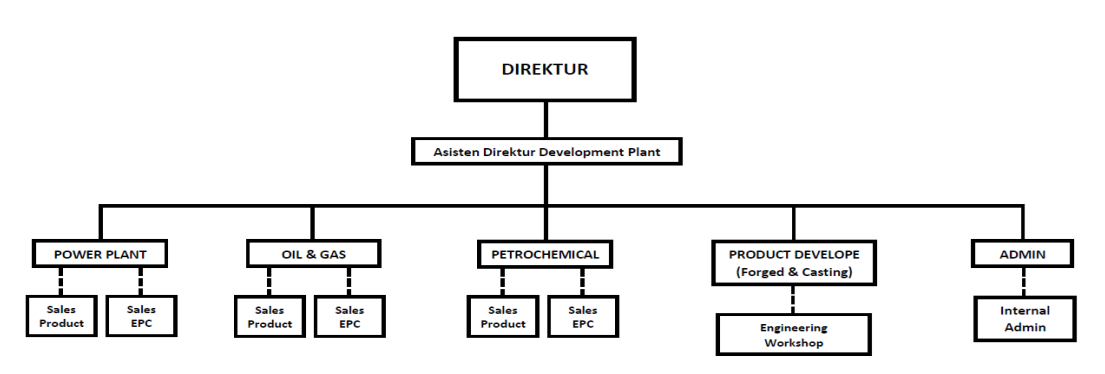 DIREKTUR
Asisten Direktur Development Plant
POWER PLANT
OIL & GAS
PETROCHEMICAL
PRODUCT DEVELOPE
(Forged & Casting)
ADMIN
Sales
Product
Sales
EPC
Sales
Product
Sales
EPC
Sales
Product
Sales
EPC
Engineering
Workshop
Internal
Admin